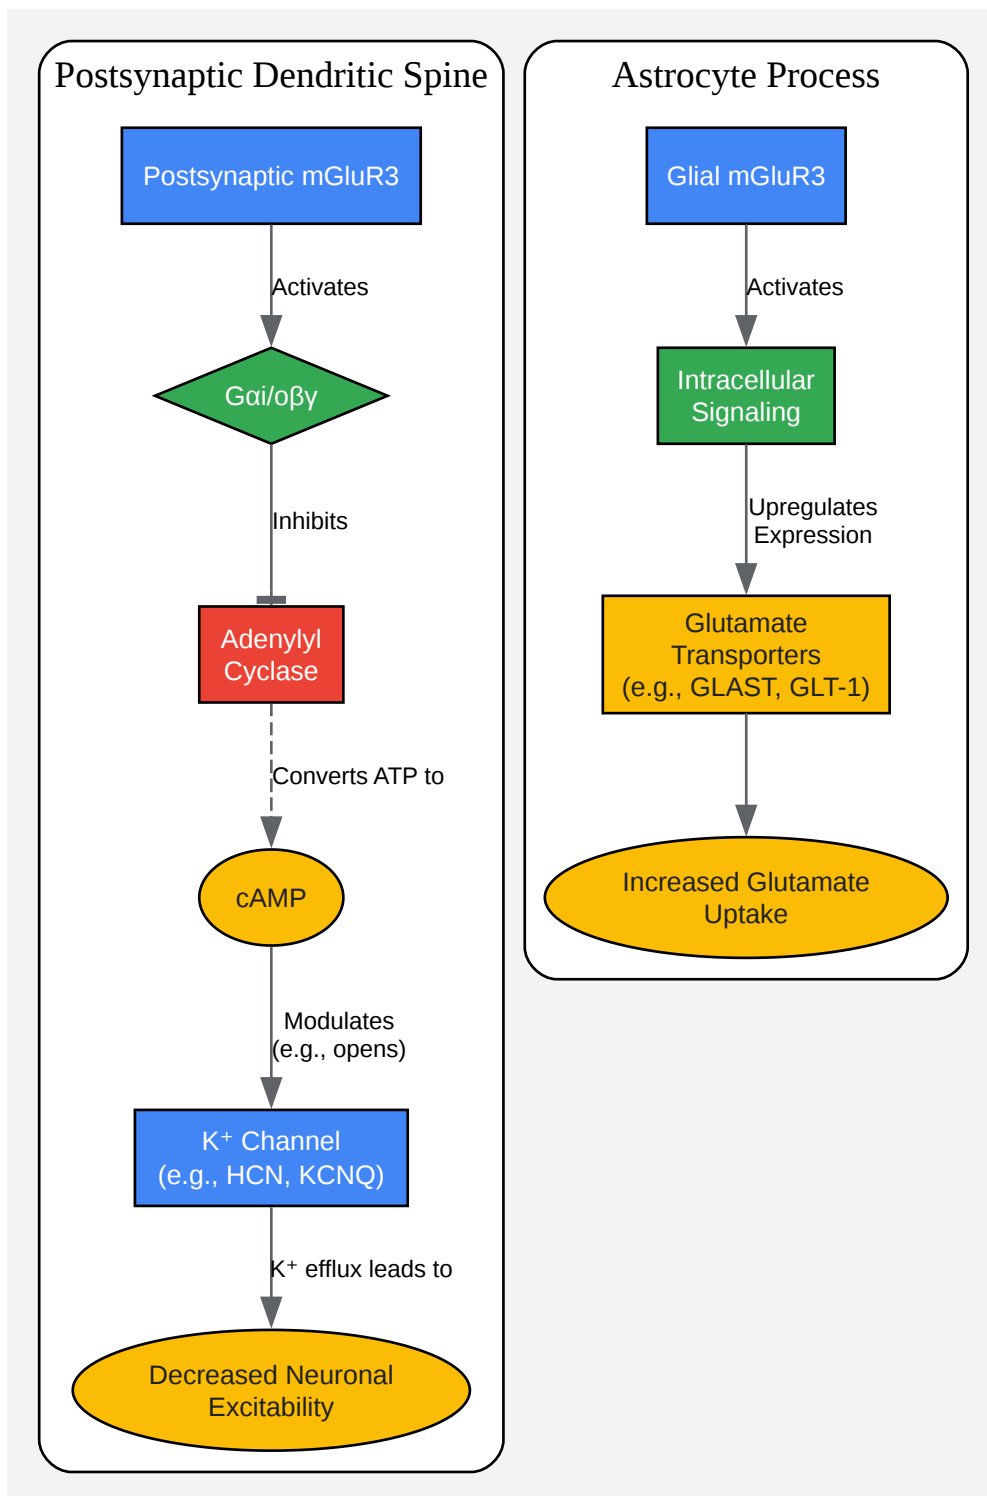 Postsynaptic Dendritic Spine
Postsynaptic mGluR3
Activates
Gαi/oβγ
Inhibits
Adenylyl
Cyclase
Converts ATP to
cAMP
Modulates
(e.g., opens)
K⁺ Channel
(e.g., HCN, KCNQ)
K⁺ efflux leads to
Decreased Neuronal
Excitability
Astrocyte Process
Glial mGluR3
Activates
Intracellular
Signaling
Upregulates
Expression
Glutamate
Transporters
(e.g., GLAST, GLT-1)
Increased Glutamate
Uptake